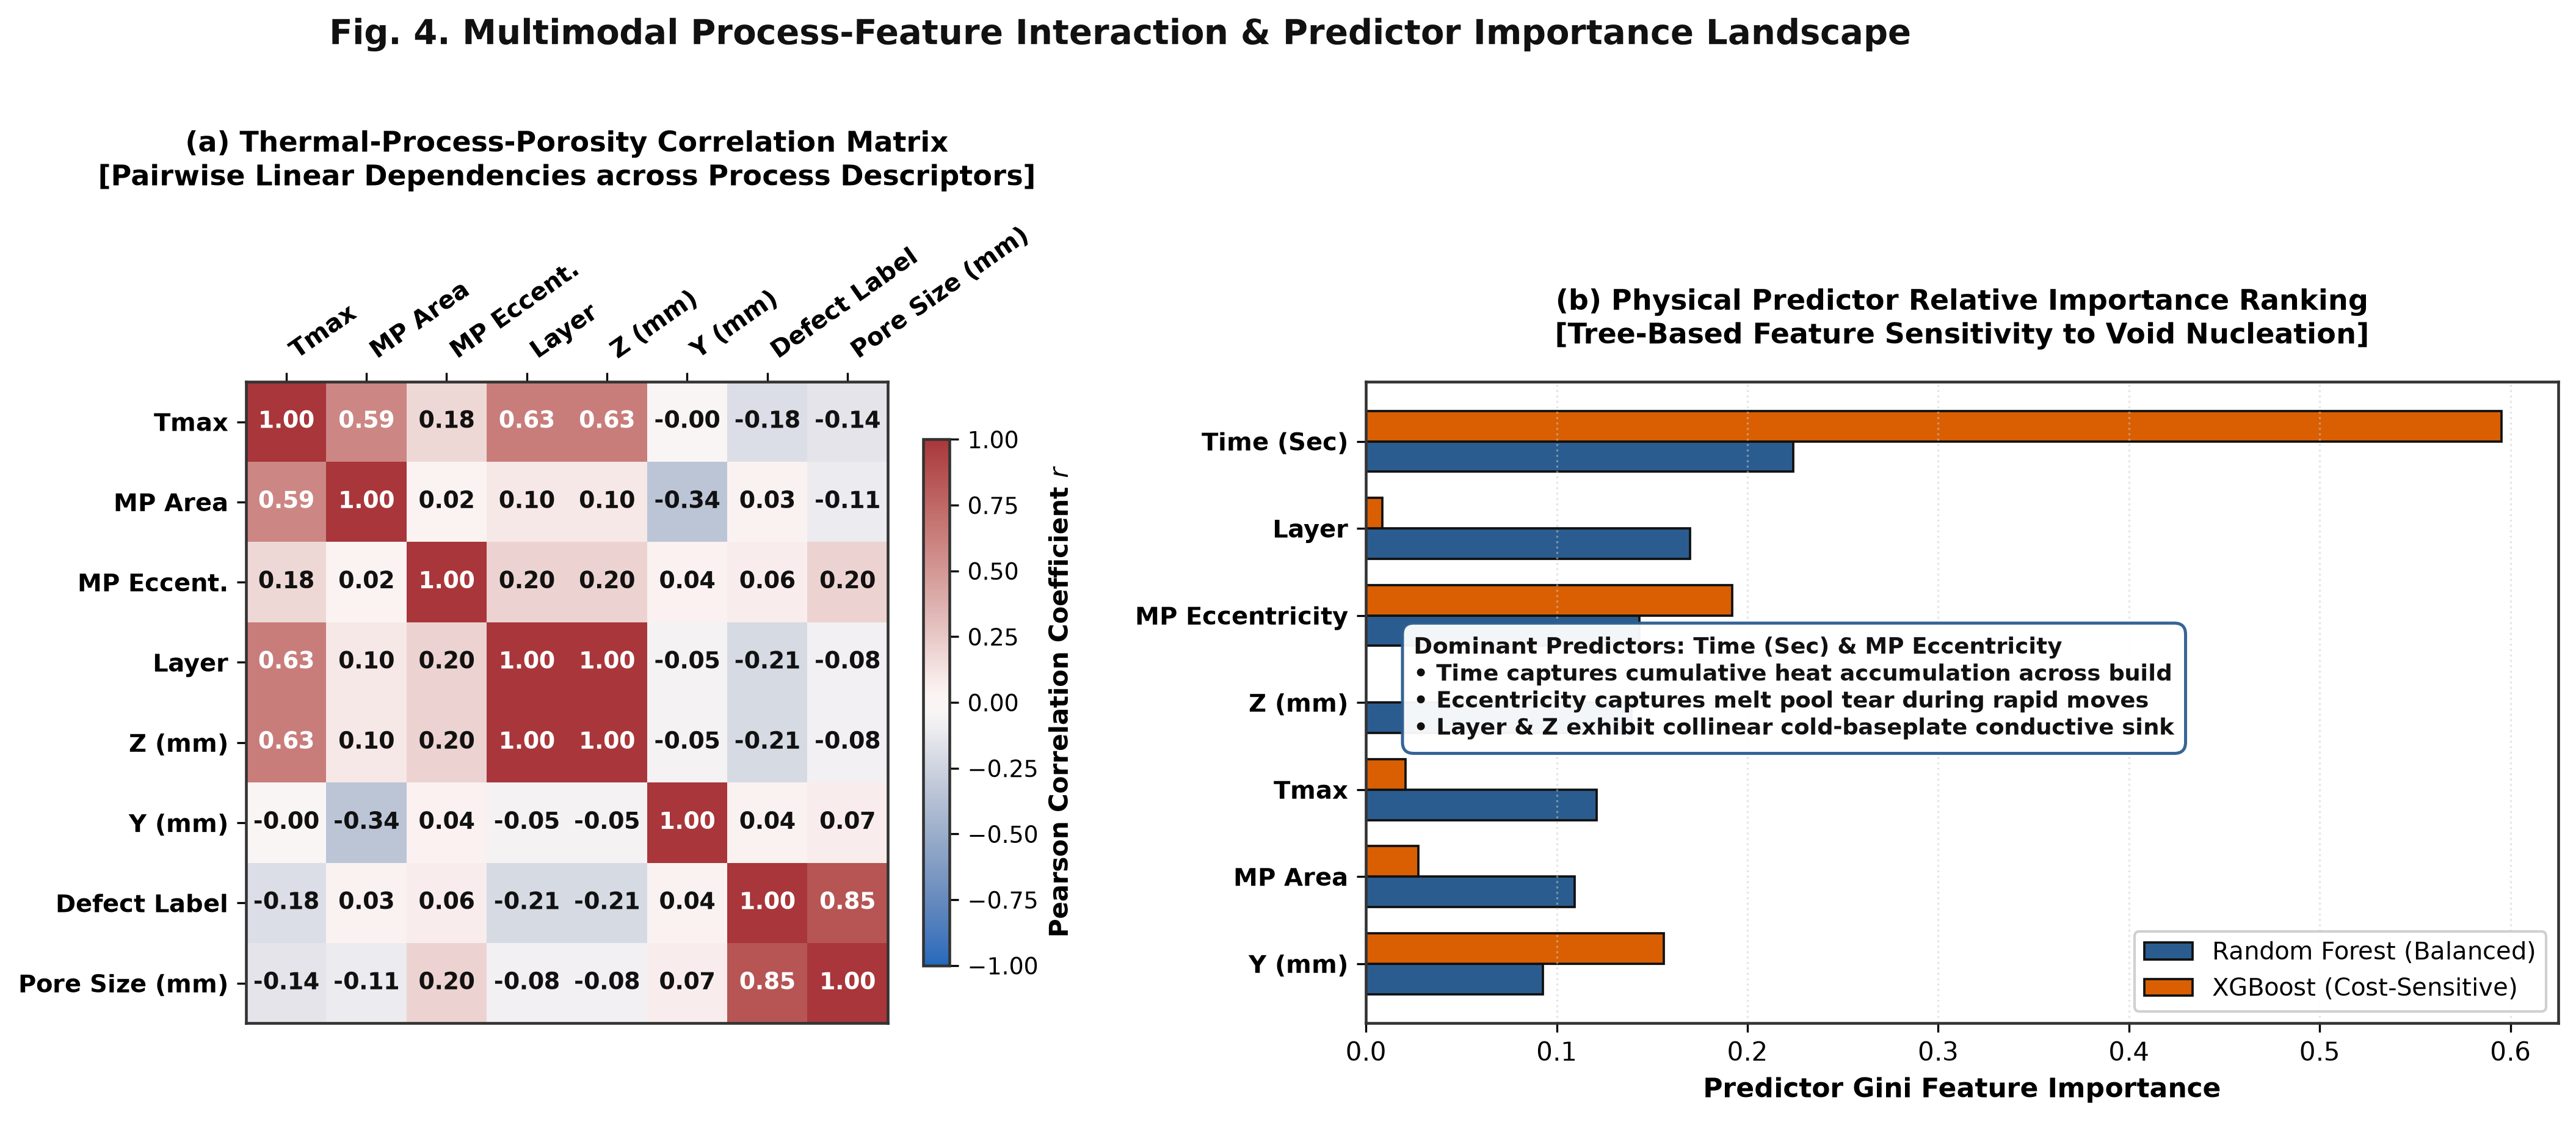 Fig. 4. Multimodal Process-Feature Interaction & Predictor Importance Landscape
(a) Thermal-Process-Porosity Correlation Matrix
[Pairwise Linear Dependencies across Process Descriptors]
Tmax
MP Area
MP Eccent.
Layer
Z (mm)
Y (mm)
Defect Label
Pore Size (mm)
Tmax 1.00 0.59 0.18 0.63 0.63 -0.00 -0.18 -0.14
MP Area 0.59 1.00 0.02 0.10 0.10 -0.34 0.03 -0.11
MP Eccent. 0.18 0.02 1.00 0.20 0.20 0.04 0.06 0.20
Layer 0.63 0.10 0.20 1.00 1.00 -0.05 -0.21 -0.08
Z (mm) 0.63 0.10 0.20 1.00 1.00 -0.05 -0.21 -0.08
Y (mm) -0.00 -0.34 0.04 -0.05 -0.05 1.00 0.04 0.07
Defect Label -0.18 0.03 0.06 -0.21 -0.21 0.04 1.00 0.85
Pore Size (mm) -0.14 -0.11 0.20 -0.08 -0.08 0.07 0.85 1.00
1.00
0.75
0.50
0.25
0.00
−0.25
−0.50
−0.75
−1.00
Pearson Correlation Coefficient r
(b) Physical Predictor Relative Importance Ranking
[Tree-Based Feature Sensitivity to Void Nucleation]
Time (Sec)
Layer
MP Eccentricity
Z (mm)
Tmax
MP Area
Y (mm)
Dominant Predictors: Time (Sec) & MP Eccentricity
• Time captures cumulative heat accumulation across build
• Eccentricity captures melt pool tear during rapid moves
• Layer & Z exhibit collinear cold-baseplate conductive sink
Random Forest (Balanced)
XGBoost (Cost-Sensitive)
0.0 0.1 0.2 0.3 0.4 0.5 0.6
Predictor Gini Feature Importance